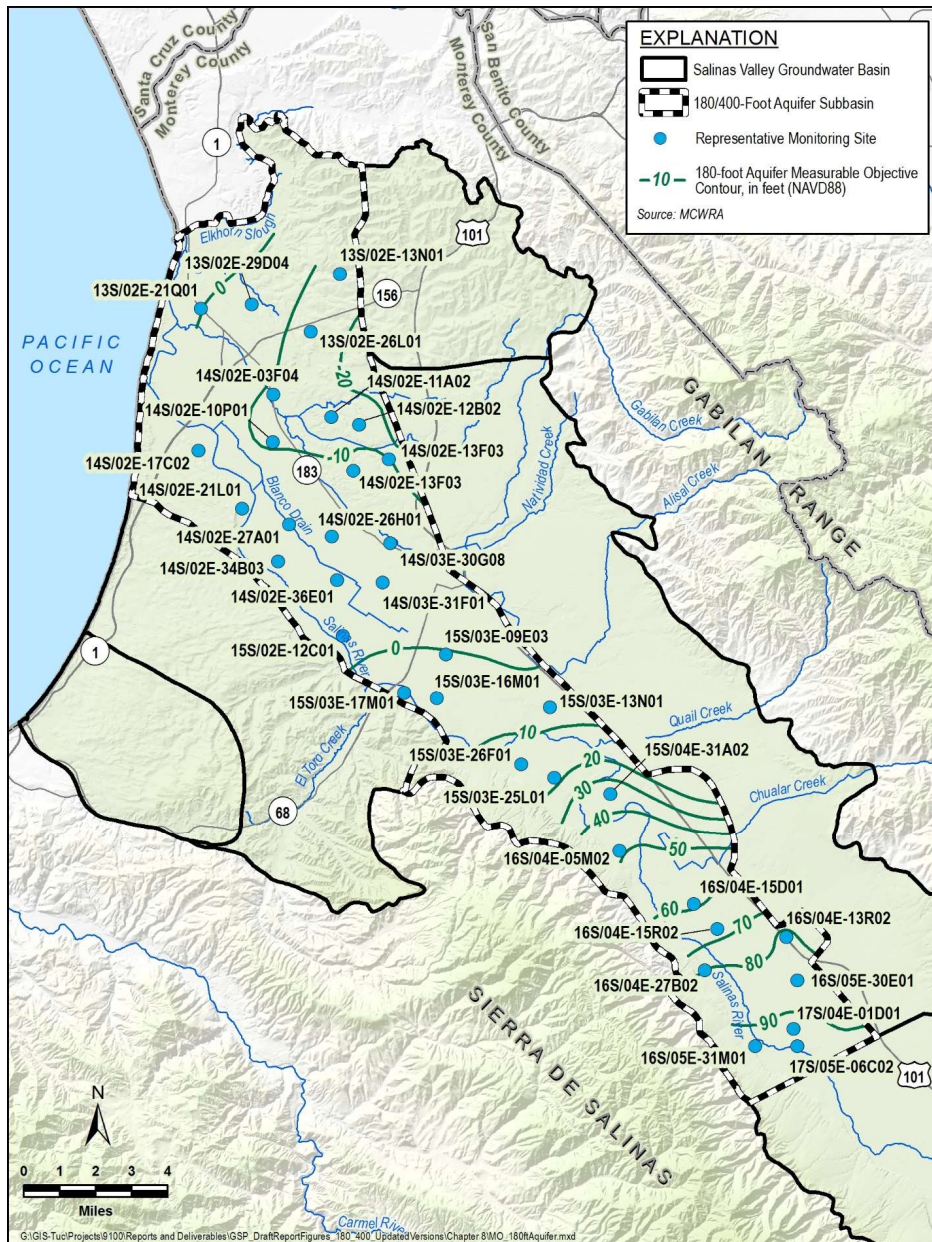 EXPLANATION
Salinas Valley Groundwater Basin
180/400-Foot Aquifer Subbasin
Representative Monitoring Site
-10 180-foot Aquifer Measurable Objective
Contour, in feet (NAVD88)
Source: MCWRA
Santa Cruz County
Monterey County
San Benito County
Monterey County
1
101
Elkhorn Slough
13S/02E-29D04
13S/02E-13N01
0
13S/02E-21Q01
156
PACIFIC
OCEAN
13S/02E-26L01
-20
14S/02E-03F04
14S/02E-11A02
14S/02E-10P01
14S/02E-12B02
GABILAN
RANGE
Gabilan Creek
14S/02E-13F03
-10
14S/02E-17C02
183
14S/02E-13F03
Natividad Creek
Alisal Creek
14S/02E-21L01
Blanco Drain
14S/02E-26H01
14S/02E-27A01
14S/03E-30G08
14S/02E-34B03
14S/02E-36E01
14S/03E-31F01
Salinas River
15S/02E-12C01
15S/03E-09E03
0
1
15S/03E-16M01
15S/03E-17M01
15S/03E-13N01
Quail Creek
10
El Toro Creek
15S/03E-26F01
15S/04E-31A02
20
15S/03E-25L01
30
Chualar Creek
68
40
16S/04E-05M02
50
16S/04E-15D01
60
70
16S/04E-13R02
16S/04E-15R02
80
16S/04E-27B02
16S/05E-30E01
Salinas River
17S/04E-01D01
90
16S/05E-31M01
17S/05E-06C02
101
SIERRA DE SALINAS
N
0 1 2 3 4
Miles
Carmel River
G:\GIS-Tuc\Projects\9100\Reports and Deliverables\GSP_DraftReportFigures_180_400_UpdatedVersions\Chapter 8\MO_180ftAquifer.mxd